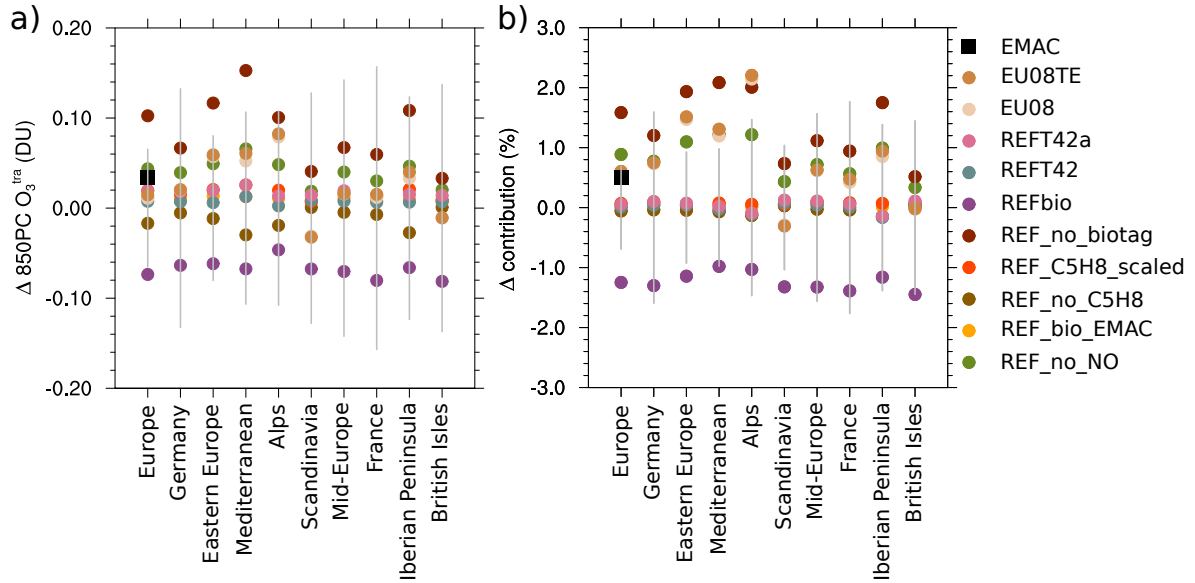 a)
0.20
0.10
0.00
-0.10
-0.20
Δ 850PC O₃ᵗʳᵃ (DU)
Europe
Germany
Eastern Europe
Mediterranean
Alps
Scandinavia
Mid-Europe
France
Iberian Peninsula
British Isles
b)
3.0
2.0
1.0
0.0
-1.0
-2.0
-3.0
Δ contribution (%)
Europe
Germany
Eastern Europe
Mediterranean
Alps
Scandinavia
Mid-Europe
France
Iberian Peninsula
British Isles
EMAC
EU08TE
EU08
REFT42a
REFT42
REFbio
REF_no_biotag
REF_C5H8_scaled
REF_no_C5H8
REF_bio_EMAC
REF_no_NO